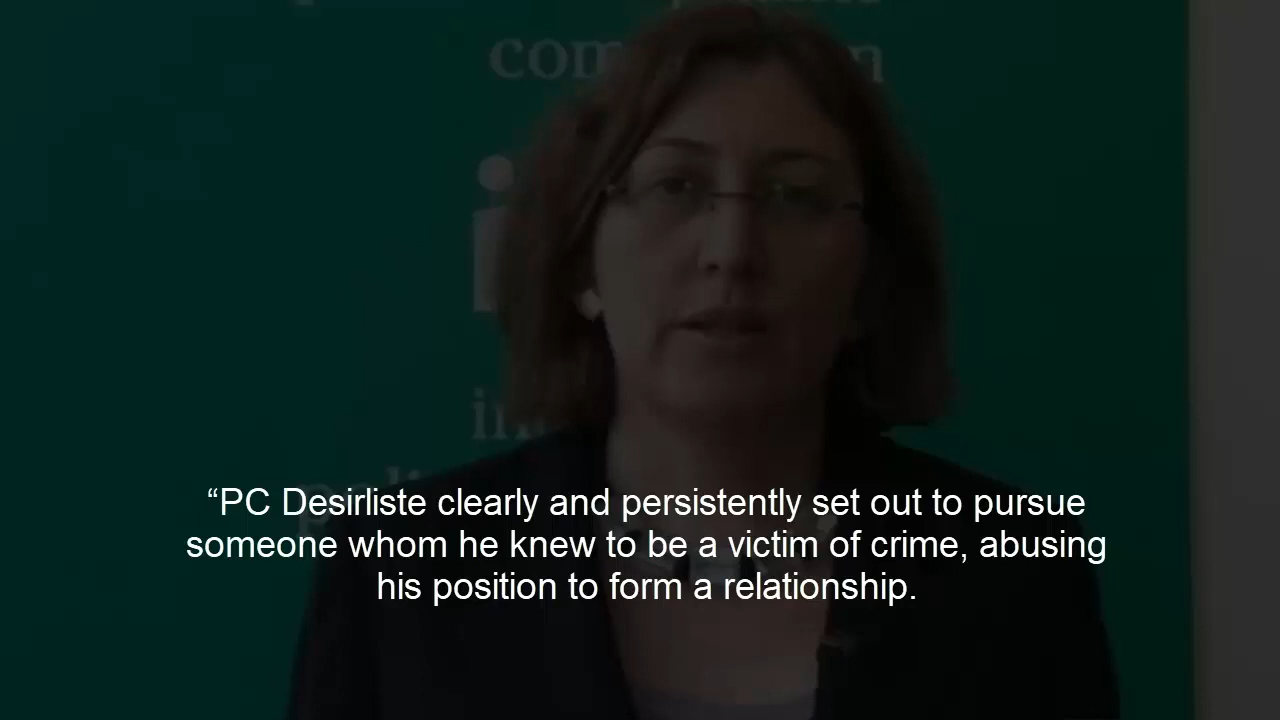 “PC Desirliste clearly and persistently set out to pursue
someone whom he knew to be a victim of crime, abusing
his position to form a relationship.